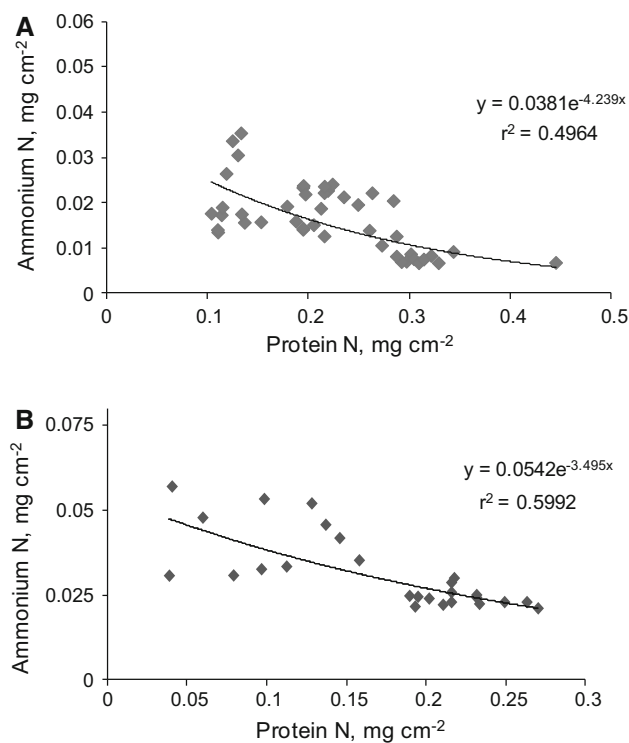 A
0.06
0.05
0.04
0.03
0.02
0.01
0
Ammonium N, mg cm-2
y = 0.0381e-4.239x
r2 = 0.4964
0 0.1 0.2 0.3 0.4 0.5
Protein N, mg cm-2
B
0.075
0.05
0.025
0
Ammonium N, mg cm-2
y = 0.0542e-3.495x
r2 = 0.5992
0 0.05 0.1 0.15 0.2 0.25 0.3
Protein N, mg cm-2